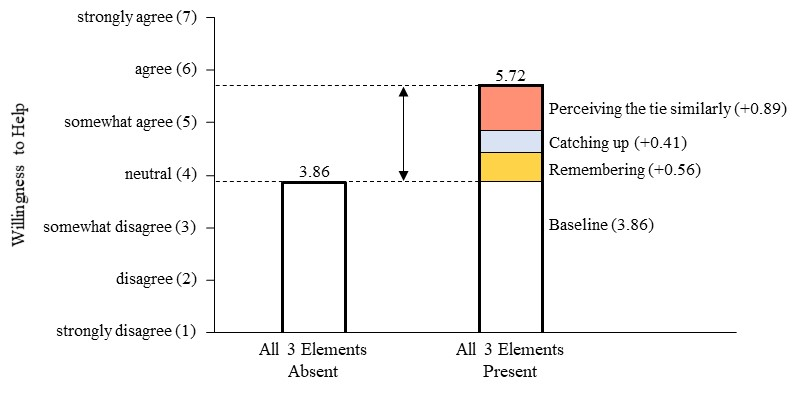 strongly agree (7)
agree (6)
somewhat agree (5)
neutral (4)
somewhat disagree (3)
disagree (2)
strongly disagree (1)
Willingness to Help
3.86
5.72
Perceiving the tie similarly (+0.89)
Catching up (+0.41)
Remembering (+0.56)
Baseline (3.86)
All 3 Elements
Absent
All 3 Elements
Present